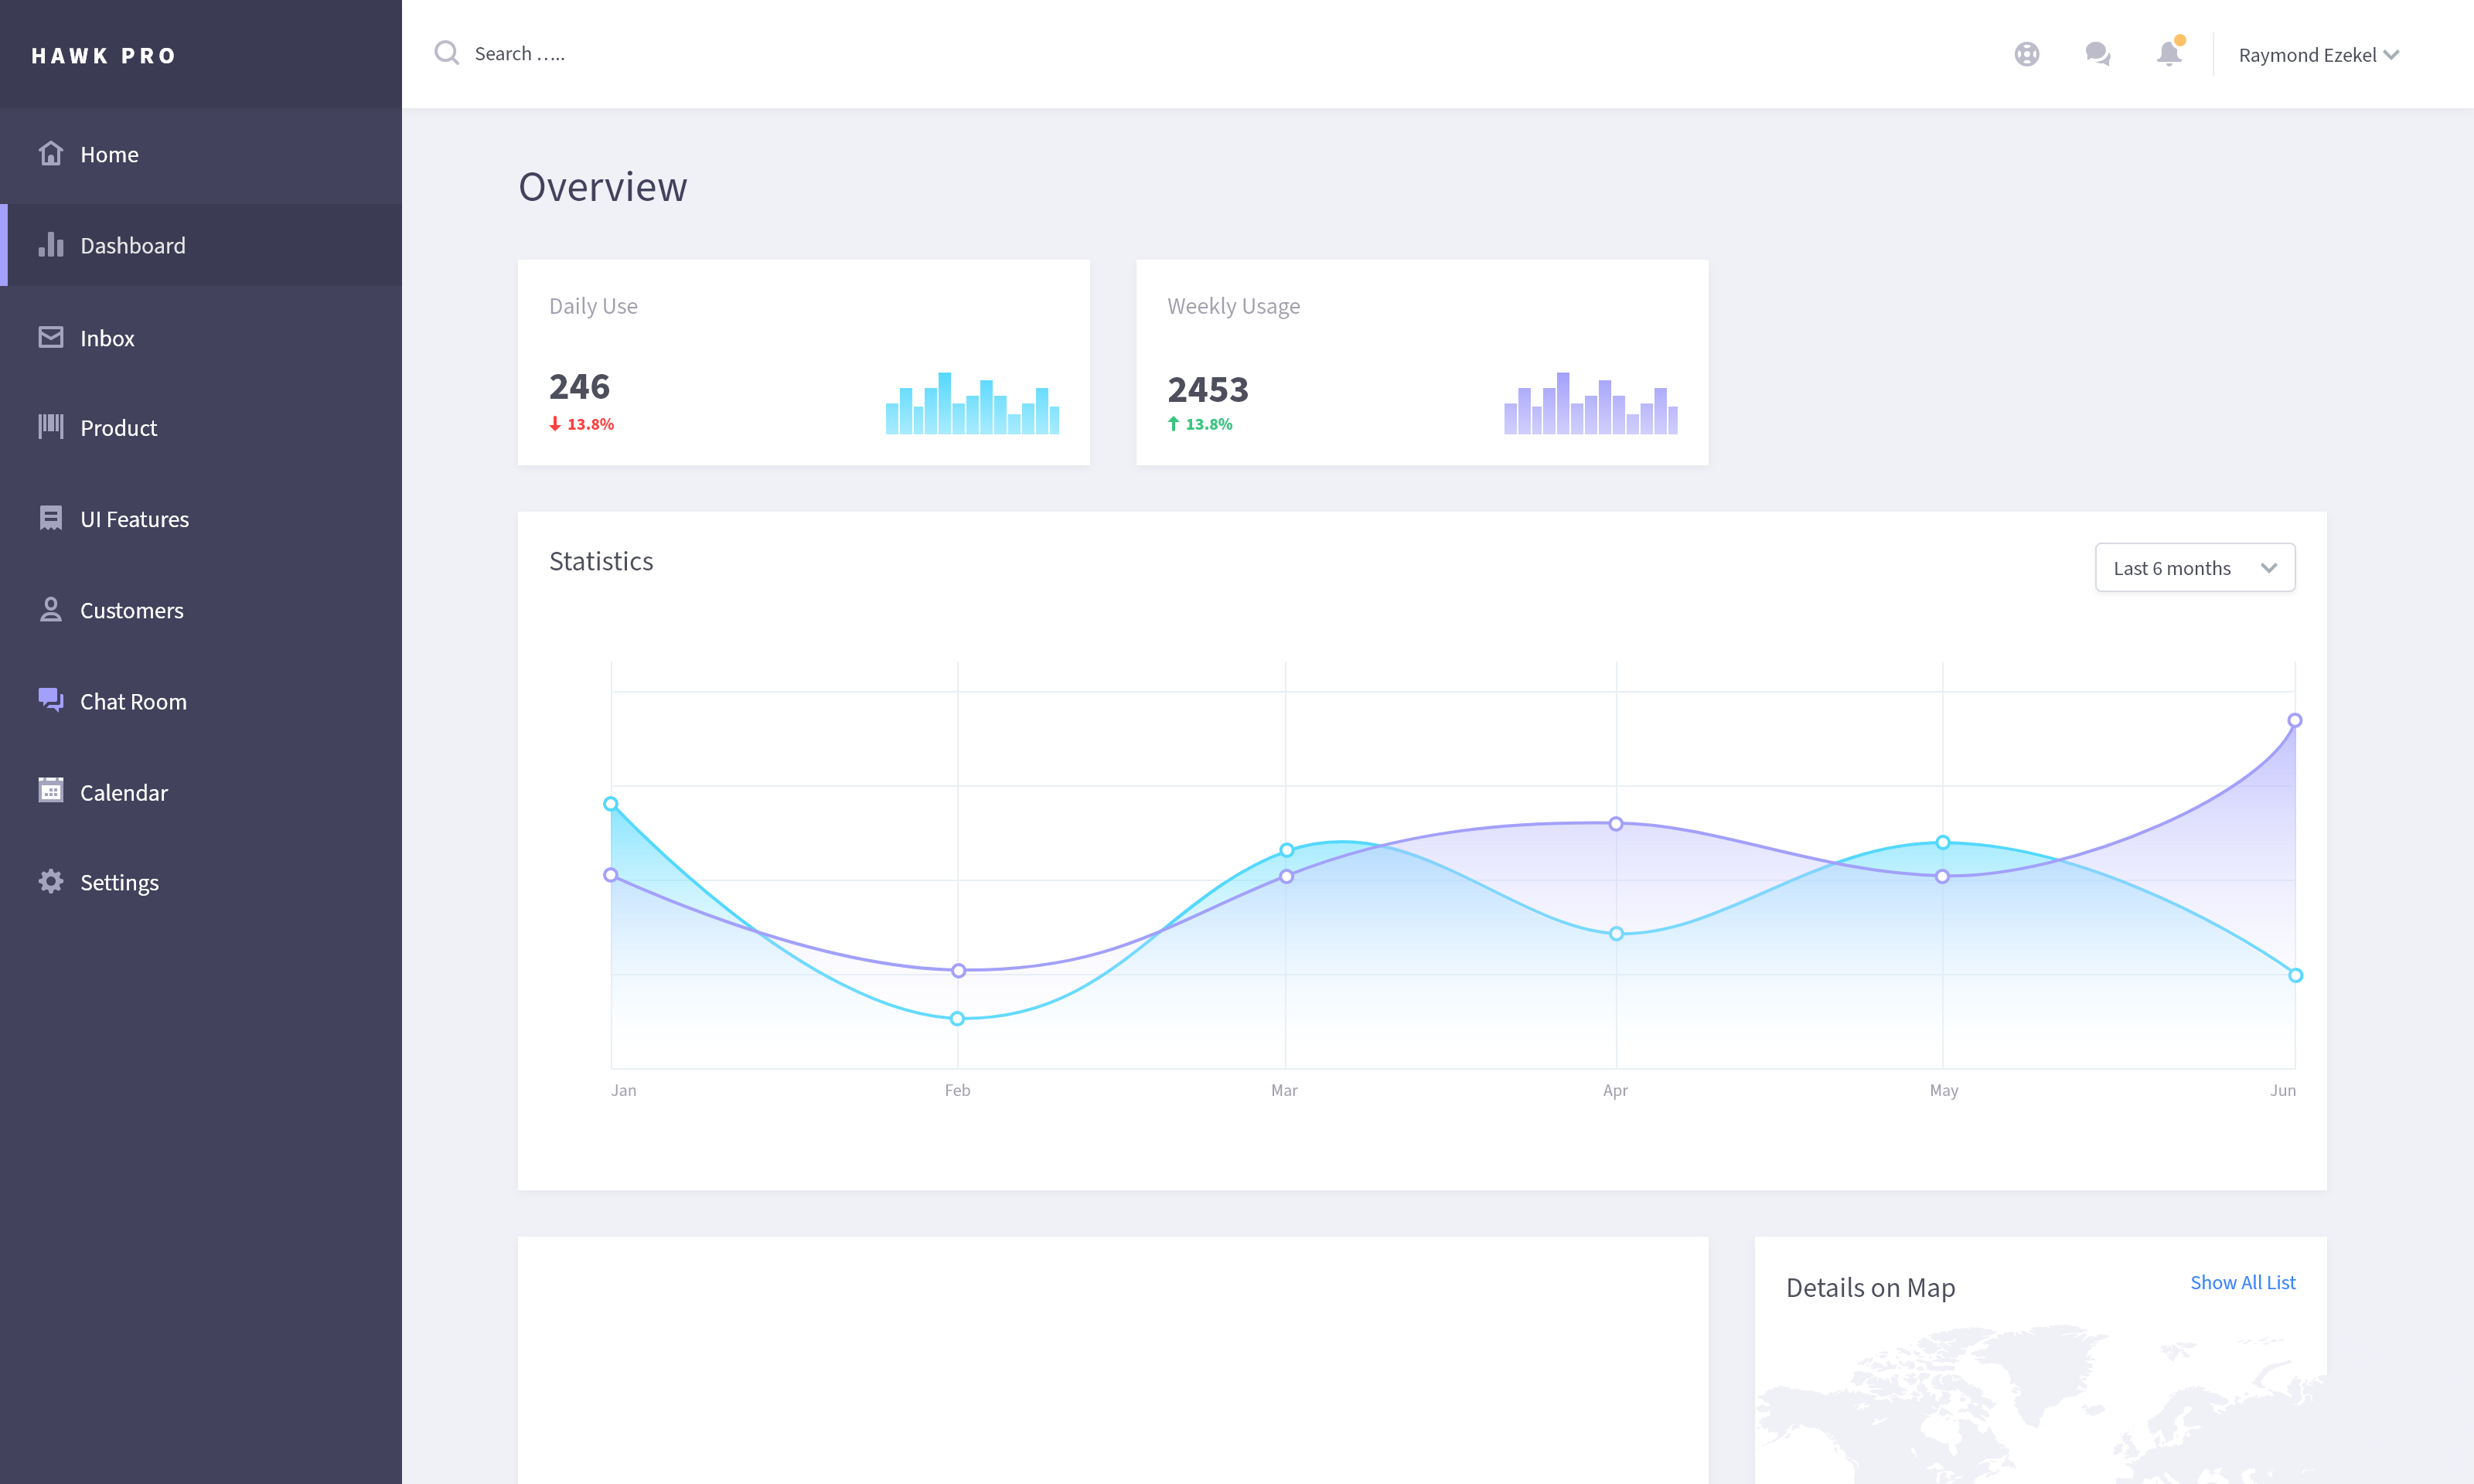 HAWK PRO
Search .....
Raymond Ezekel
Home
Dashboard
Inbox
Product
UI Features
Customers
Chat Room
Calendar
Settings
Overview
Daily Use
246
13.8%
Weekly Usage
2453
13.8%
Statistics
Last 6 months
Jan
Feb
Mar
Apr
May
Jun
Details on Map
Show All List